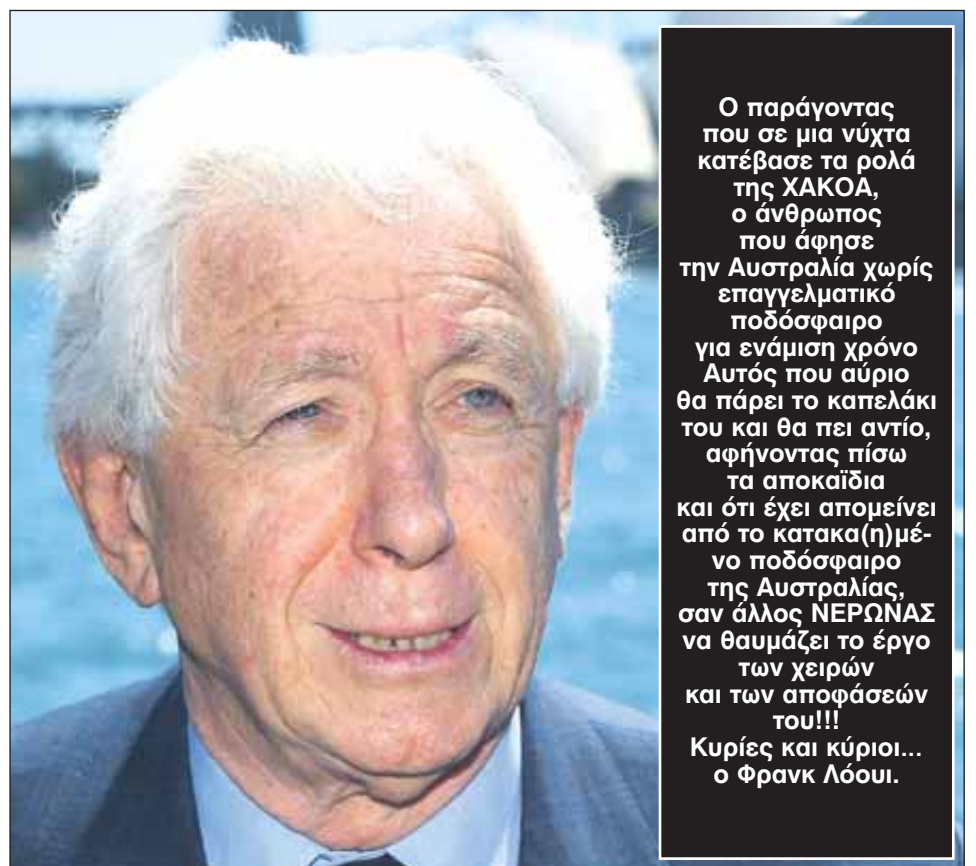 Ο παράγοντας
που σε μια νύχτα
κατέβασε τα ρολά
της ΧΑΚΟΑ,
ο άνθρωπος
που άφησε
την Αυστραλία χωρίς
επαγγελματικό
ποδόσφαιρο
για ενάμιση χρόνο
Αυτός που αύριο
θα πάρει το καπελάκι
του και θα πει αντίο,
αφήνοντας πίσω
τα αποκαΐδια
και ότι έχει απομείνει
από το κατακα(η)μέ-
νο ποδόσφαιρο
της Αυστραλίας,
σαν άλλος ΝΕΡΩΝΑΣ
να θαυμάζει το έργο
των χειρών
και των αποφάσεών
του!!!
Κυρίες και κύριοι...
ο Φρανκ Λόουι.